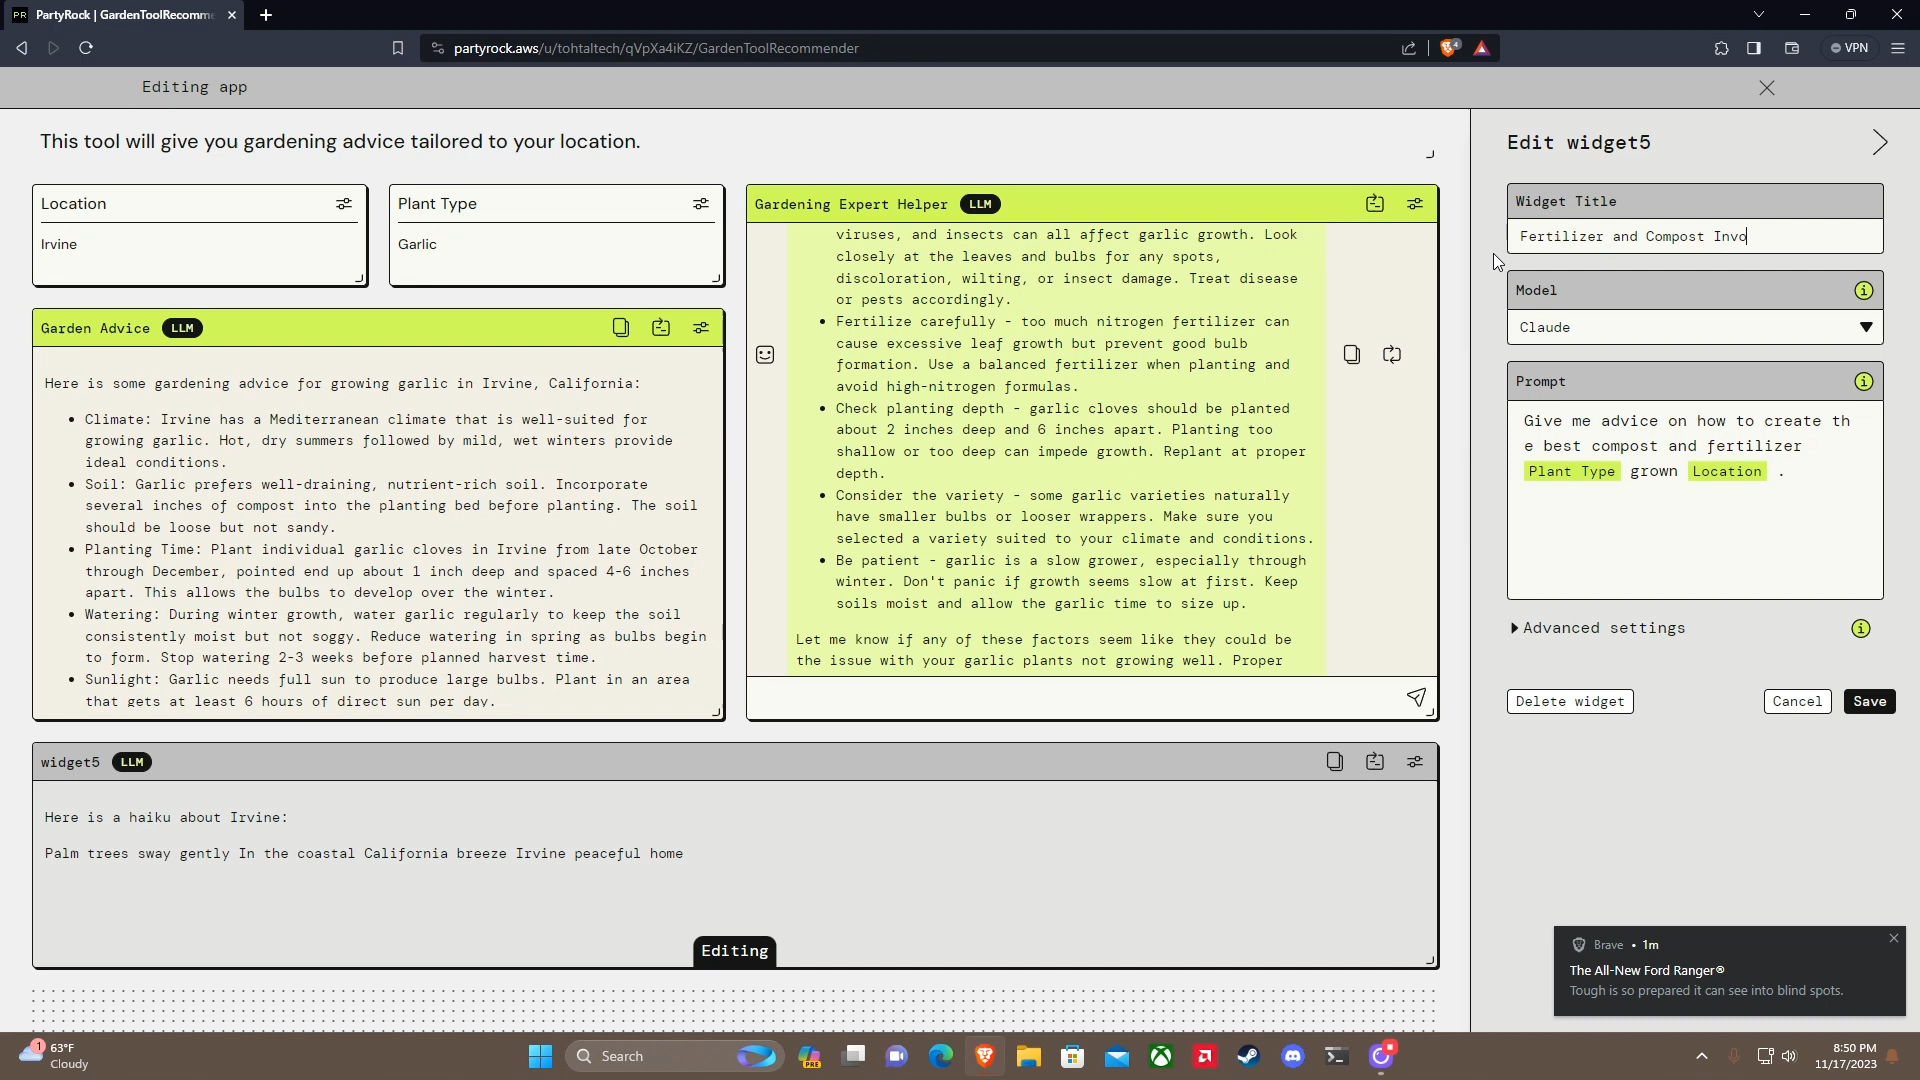 PR PartyRock | GardenToolRecomme
partyrock.aws/u/tohtaltech/qVpXa4iKZ/GardenToolRecommender
4
VPN
Editing app
This tool will give you gardening advice tailored to your location.
Location
Irvine
Plant Type
Garlic
Garden Advice LLM
Here is some gardening advice for growing garlic in Irvine, California:
• Climate: Irvine has a Mediterranean climate that is well-suited for
growing garlic. Hot, dry summers followed by mild, wet winters provide
ideal conditions.
• Soil: Garlic prefers well-draining, nutrient-rich soil. Incorporate
several inches of compost into the planting bed before planting. The soil
should be loose but not sandy.
• Planting Time: Plant individual garlic cloves in Irvine from late October
through December, pointed end up about 1 inch deep and spaced 4-6 inches
apart. This allows the bulbs to develop over the winter.
• Watering: During winter growth, water garlic regularly to keep the soil
consistently moist but not soggy. Reduce watering in spring as bulbs begin
to form. Stop watering 2-3 weeks before planned harvest time.
• Sunlight: Garlic needs full sun to produce large bulbs. Plant in an area
that gets at least 6 hours of direct sun per day.
Gardening Expert Helper LLM
viruses, and insects can all affect garlic growth. Look
closely at the leaves and bulbs for any spots,
discoloration, wilting, or insect damage. Treat disease
or pests accordingly.
• Fertilize carefully - too much nitrogen fertilizer can
cause excessive leaf growth but prevent good bulb
formation. Use a balanced fertilizer when planting and
avoid high-nitrogen formulas.
• Check planting depth - garlic cloves should be planted
about 2 inches deep and 6 inches apart. Planting too
shallow or too deep can impede growth. Replant at proper
depth.
• Consider the variety - some garlic varieties naturally
have smaller bulbs or looser wrappers. Make sure you
selected a variety suited to your climate and conditions.
• Be patient - garlic is a slow grower, especially through
winter. Don't panic if growth seems slow at first. Keep
soils moist and allow the garlic time to size up.
Let me know if any of these factors seem like they could be
the issue with your garlic plants not growing well. Proper
widget5 LLM
Here is a haiku about Irvine:
Palm trees sway gently In the coastal California breeze Irvine peaceful home
Editing
Edit widget5
Widget Title
Fertilizer and Compost Invo
Model
Claude
Prompt
Give me advice on how to create th
e best compost and fertilizer
Plant Type grown Location .
Advanced settings
Delete widget
Cancel
Save
Brave • 1m
The All-New Ford Ranger®
Tough is so prepared it can see into blind spots.
1
63°F
Cloudy
Search
PRE
8:50 PM
11/17/2023